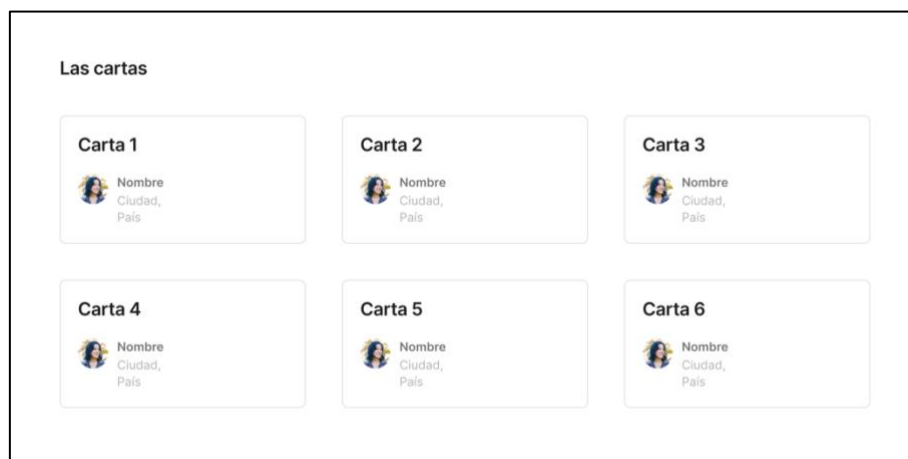 Las cartas
Carta 1
Nombre
Ciudad,
País
Carta 2
Nombre
Ciudad,
País
Carta 3
Nombre
Ciudad,
País
Carta 4
Nombre
Ciudad,
País
Carta 5
Nombre
Ciudad,
País
Carta 6
Nombre
Ciudad,
País